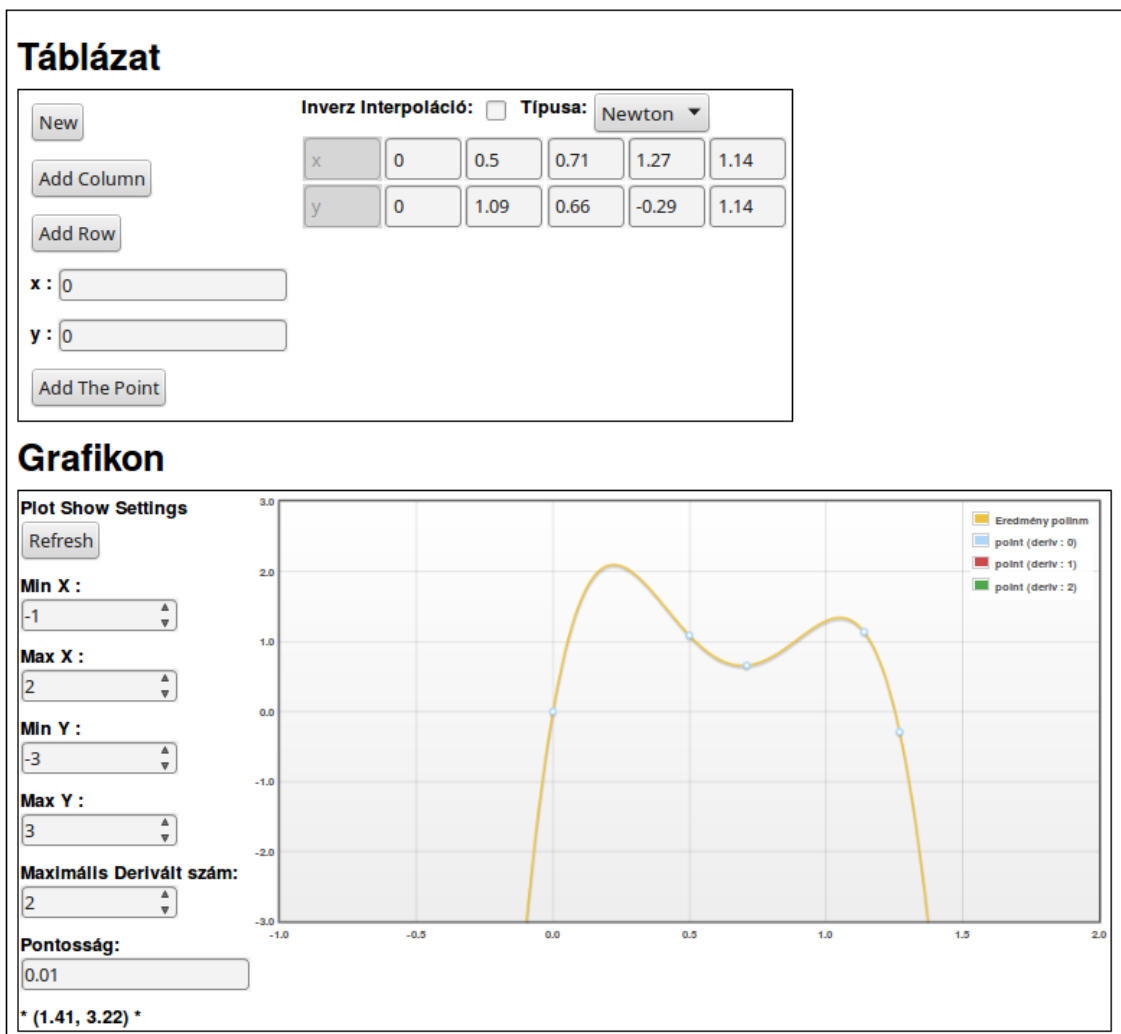 Táblázat
New
Inverz Interpoláció: Típusa: Newton
Add Column
x 0 0.5 0.71 1.27 1.14
y 0 1.09 0.66 -0.29 1.14
Add Row
x : 0
y : 0
Add The Point
Grafikon
Plot Show Settings
Refresh
Min X :
-1
Max X :
2
Min Y :
-3
Max Y :
3
Maximális Derivált szám:
2
Pontosság:
0.01
* (1.41, 3.22) *
3.0
2.0
1.0
0.0
-1.0
-2.0
-3.0
-1.0 -0.5 0.0 0.5 1.0 1.5 2.0
Eredmény polinm
point (deriv : 0)
point (deriv : 1)
point (deriv : 2)